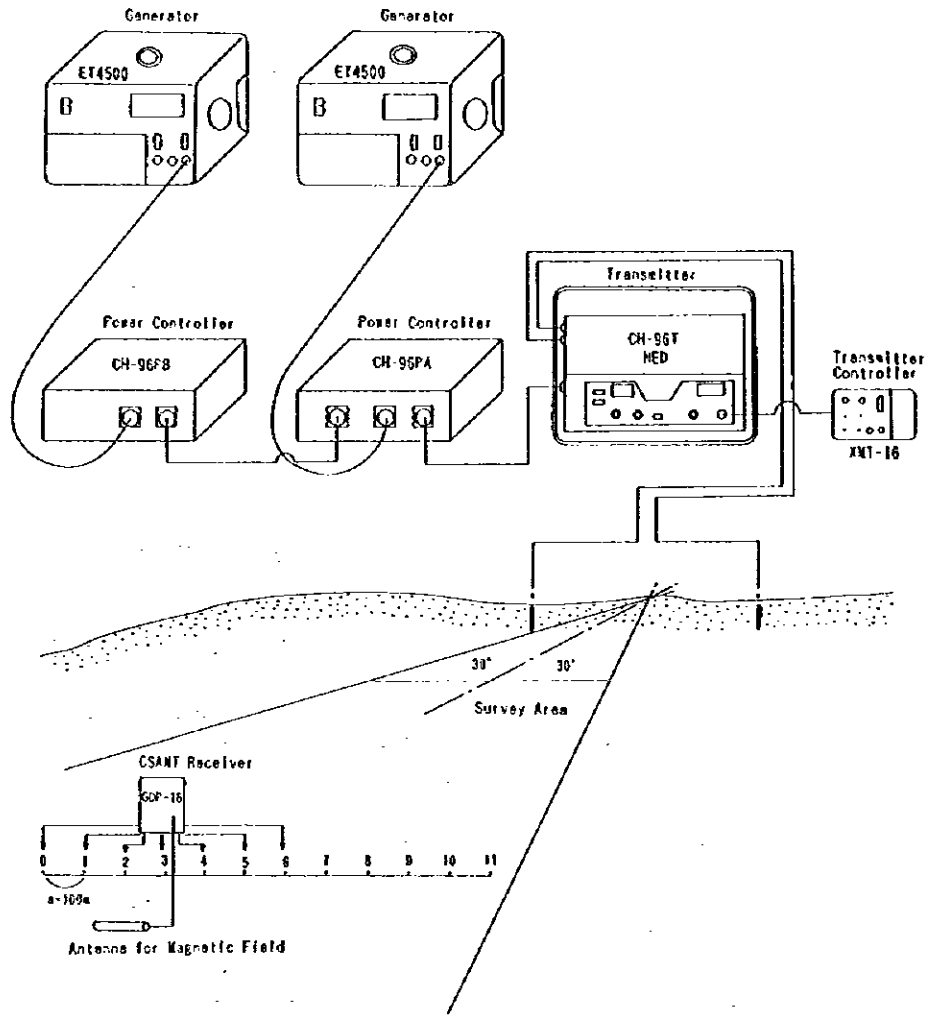 Generator
Generator
ET4500
ET4500
Transmitter
Power Controller
Power Controller
CH-96PB
CH-96PA
CH-96T
HED
Transmitter
Controller
XMT-16
30°
30°
Survey Area
CSAMT Receiver
GDP-16
0 1 2 3 4 5 6 7 8 9 10 11
a=100m
Antenna for Magnetic Field